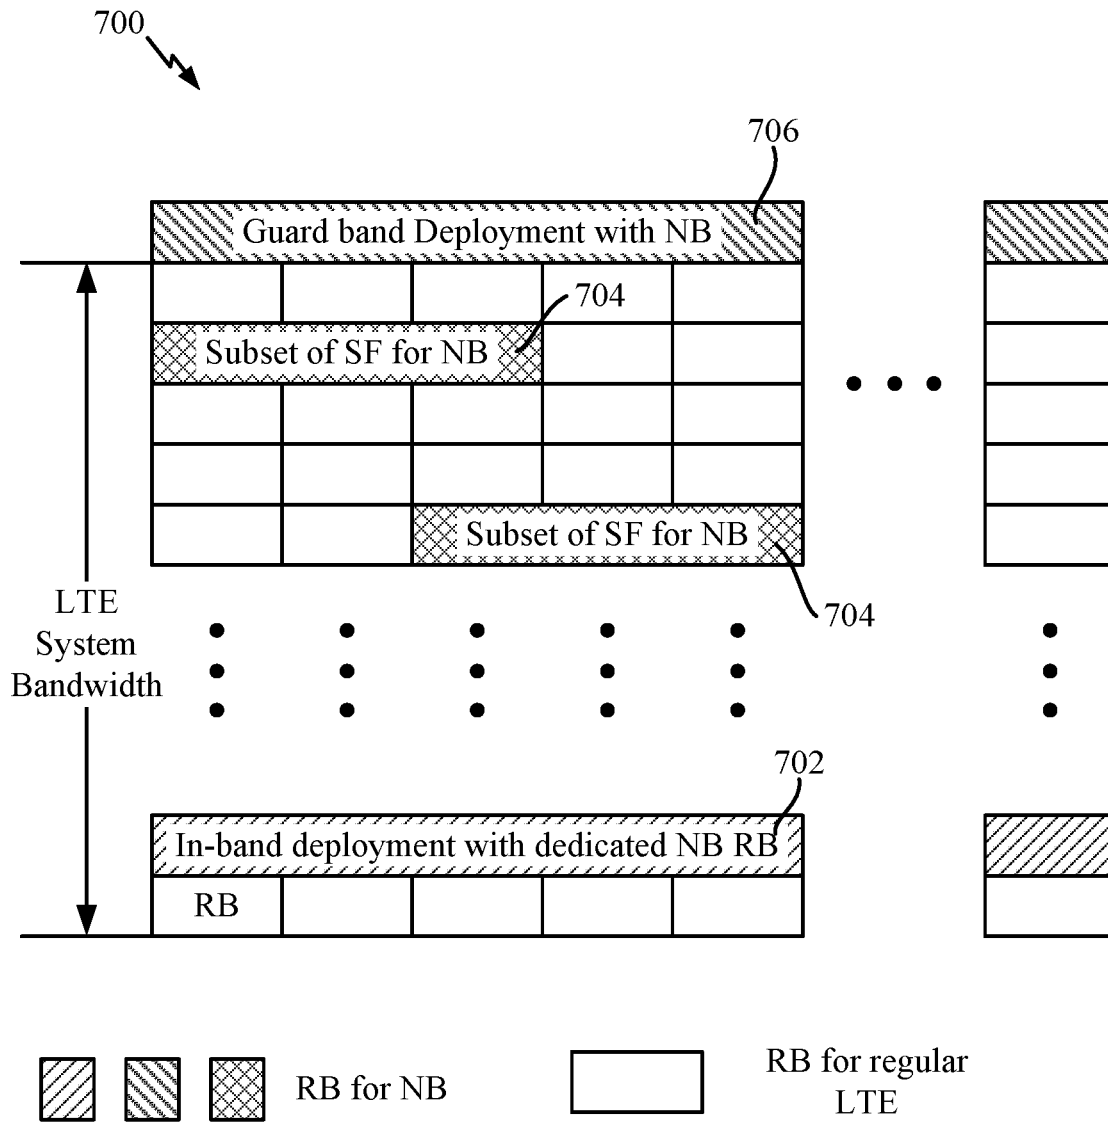 700
706
Guard band Deployment with NB
704
Subset of SF for NB
Subset of SF for NB
704
LTE
System
Bandwidth
702
In-band deployment with dedicated NB RB
RB
RB for NB
RB for regular
LTE